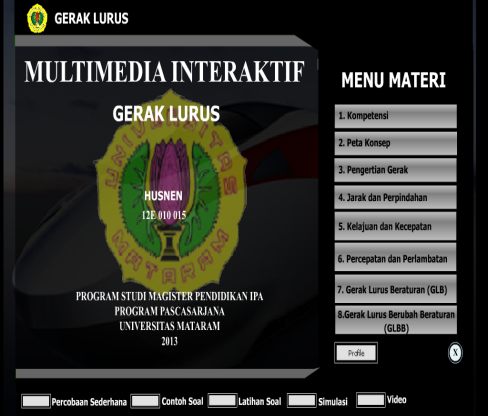 GERAK LURUS
MULTIMEDIA INTERAKTIF
GERAK LURUS
UNIVERSITAS
MATARAM
HUSNEN
12E 010 015
PROGRAM STUDI MAGISTER PENDIDIKAN IPA
PROGRAM PASCASARJANA
UNIVERSITAS MATARAM
2013
MENU MATERI
1. Kompetensi
2. Peta Konsep
3. Pengertian Gerak
4. Jarak dan Perpindahan
5. Kelajuan dan Kecepatan
6. Percepatan dan Perlambatan
7. Gerak Lurus Beraturan (GLB)
8.Gerak Lurus Berubah Beraturan
(GLBB)
Profile
X
Percobaan Sederhana
Contoh Soal
Latihan Soal
Simulasi
Video